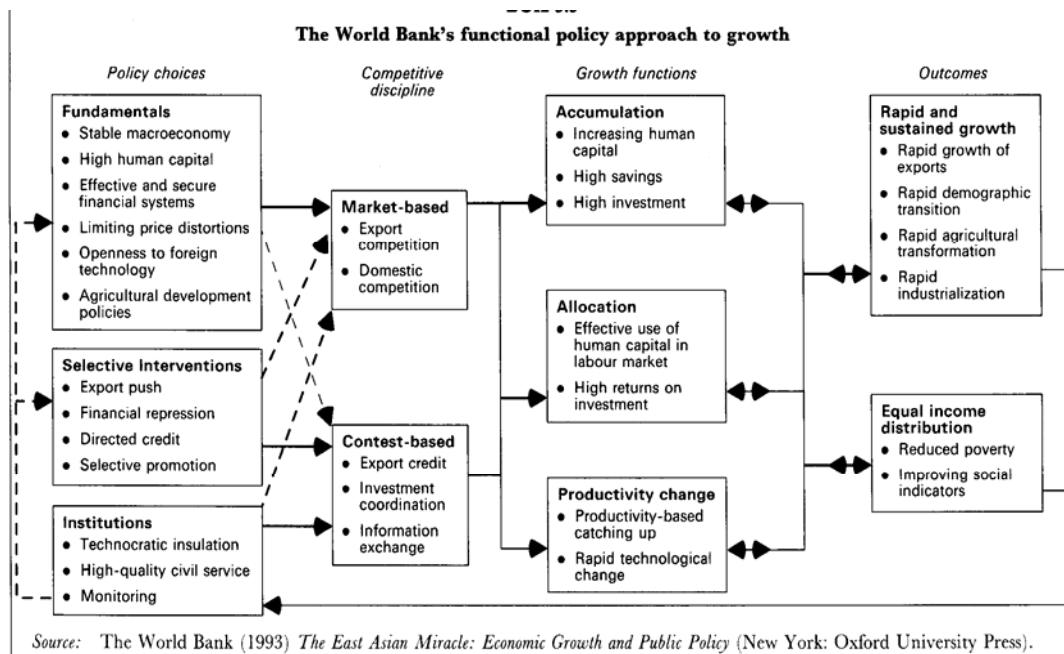 The World Bank's functional policy approach to growth
Policy choices
Competitive
discipline
Growth functions
Outcomes
Fundamentals
• Stable macroeconomy
• High human capital
• Effective and secure
financial systems
• Limiting price distortions
• Openness to foreign
technology
• Agricultural development
policies
Selective Interventions
• Export push
• Financial repression
• Directed credit
• Selective promotion
Institutions
• Technocratic insulation
• High-quality civil service
• Monitoring
Market-based
• Export
competition
• Domestic
competition
Contest-based
• Export credit
• Investment
coordination
• Information
exchange
Accumulation
• Increasing human
capital
• High savings
• High investment
Allocation
• Effective use of
human capital in
labour market
• High returns on
investment
Productivity change
• Productivity-based
catching up
• Rapid technological
change
Rapid and
sustained growth
• Rapid growth of
exports
• Rapid demographic
transition
• Rapid agricultural
transformation
• Rapid
industrialization
Equal income
distribution
• Reduced poverty
• Improving social
indicators
Source: The World Bank (1993) The East Asian Miracle: Economic Growth and Public Policy (New York: Oxford University Press).